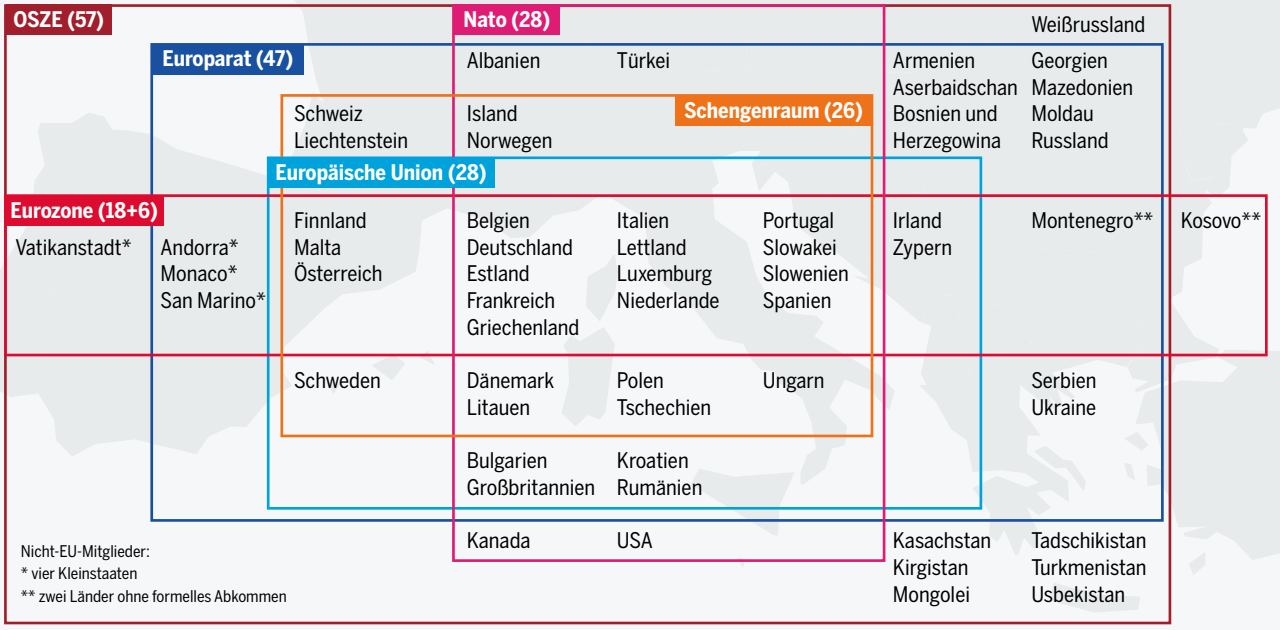 OSZE (57)
Nato (28)
Weißrussland
Europarat (47)
Albanien Türkei
Armenien Georgien
Aserbaidschan Mazedonien
Bosnien und Moldau
Herzegowina Russland
Schengenraum (26)
Schweiz Island
Liechtenstein Norwegen
Europäische Union (28)
Eurozone (18+6)
Vatikanstadt*
Andorra*
Monaco*
San Marino*
Finnland
Malta
Österreich
Belgien
Deutschland
Estland
Frankreich
Griechenland
Italien
Lettland
Luxemburg
Niederlande
Portugal
Slowakei
Slowenien
Spanien
Irland
Zypern
Montenegro**
Kosovo**
Schweden
Dänemark
Litauen
Polen
Tschechien
Ungarn
Serbien
Ukraine
Bulgarien
Großbritannien
Kroatien
Rumänien
Kanada
USA
Kasachstan
Kirgistan
Mongolei
Tadschikistan
Turkmenistan
Usbekistan
Nicht-EU-Mitglieder:
* vier Kleinstaaten
** zwei Länder ohne formelles Abkommen